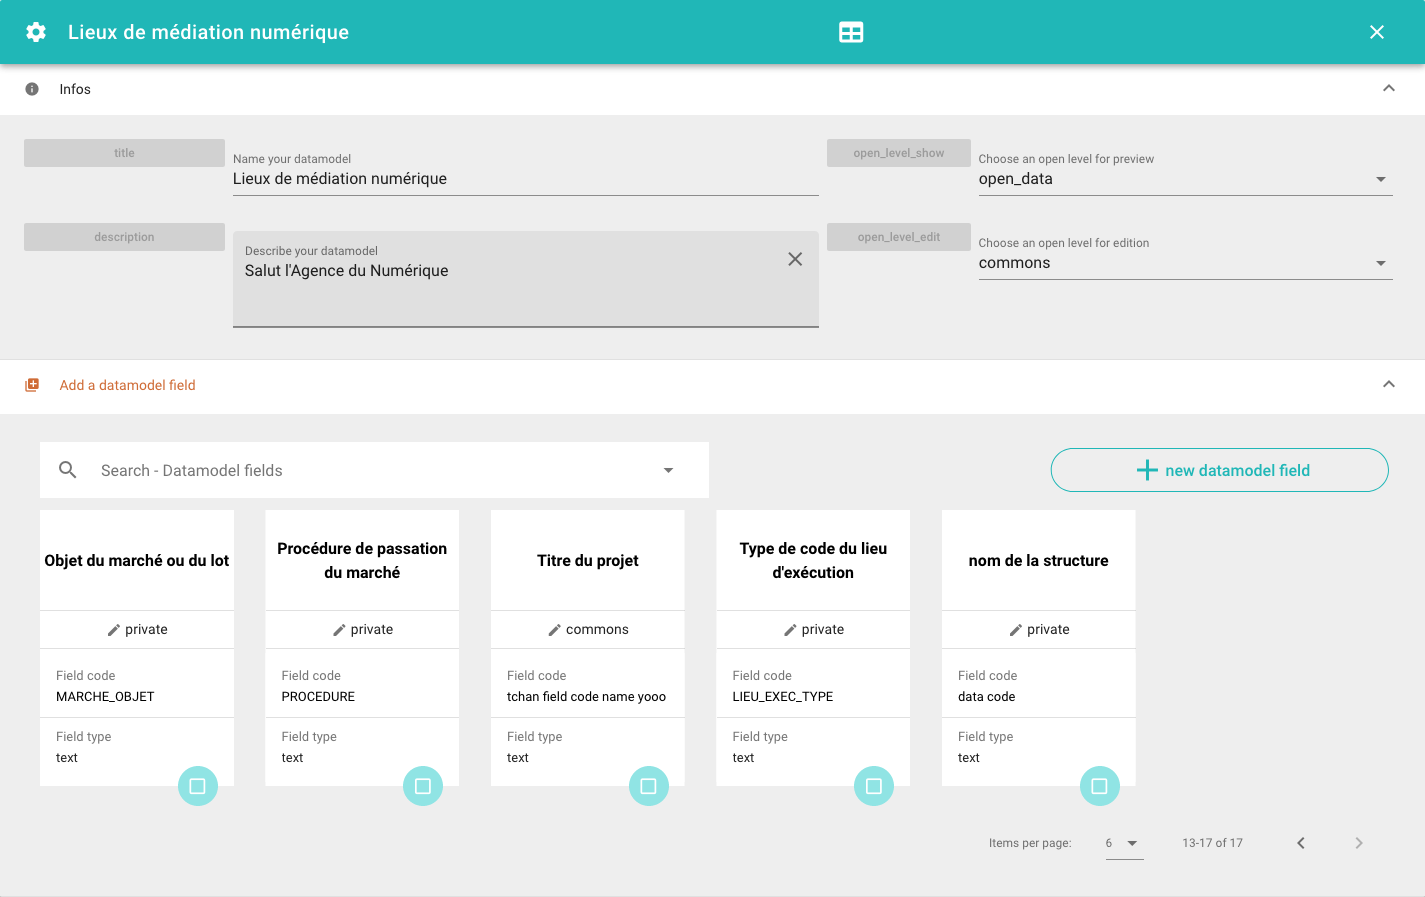 Lieux de médiation numérique
Infos
title
Name your datamodel
Lieux de médiation numérique
open_level_show
Choose an open level for preview
open_data
description
Describe your datamodel
Salut l'Agence du Numérique
open_level_edit
Choose an open level for edition
commons
Add a datamodel field
Search - Datamodel fields
new datamodel field
Objet du marché ou du lot
private
Field code
MARCHE_OBJET
Field type
text
Procédure de passation
du marché
private
Field code
PROCEDURE
Field type
text
Titre du projet
commons
Field code
tchan field code name yooo
Field type
text
Type de code du lieu
d'exécution
private
Field code
LIEU_EXEC_TYPE
Field type
text
nom de la structure
private
Field code
data code
Field type
text
Items per page:
6
13-17 of 17